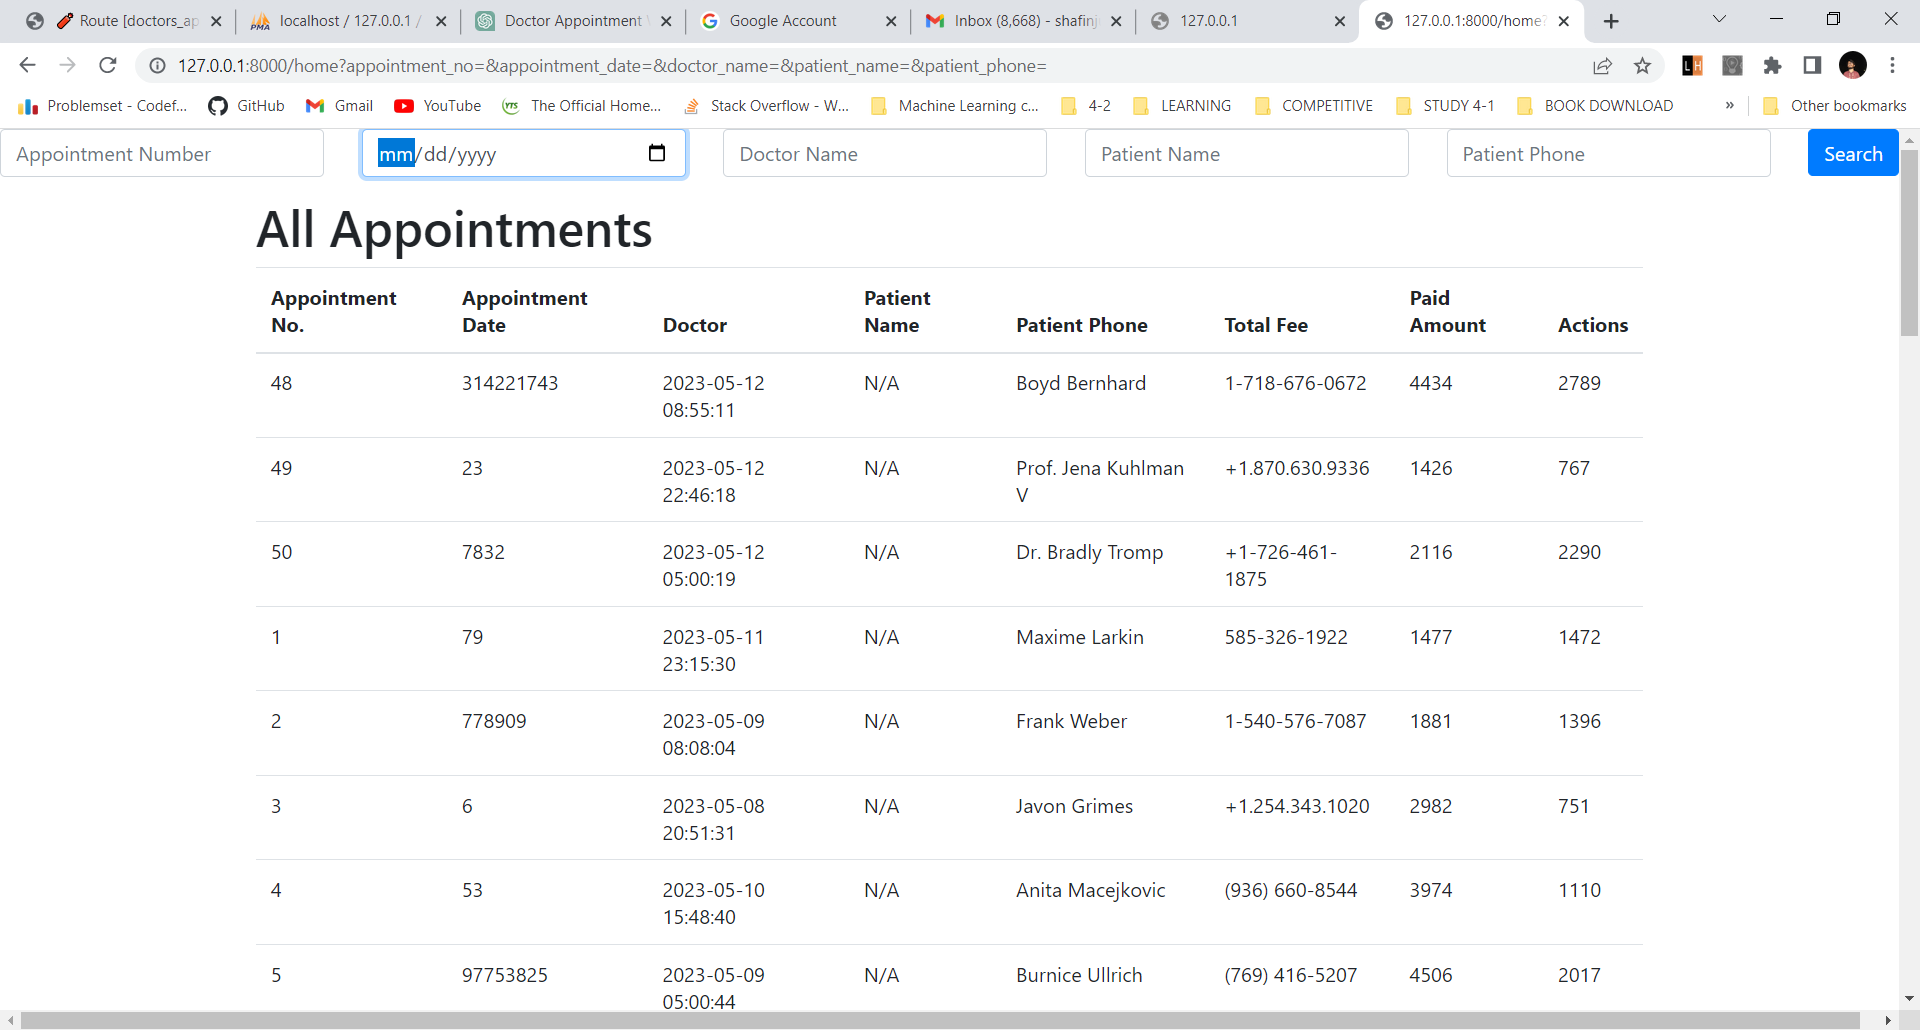 Route [doctors_ap
localhost / 127.0.0.1 /
Doctor Appointment
Google Account
Inbox (8,668) - shafinj
127.0.0.1
127.0.0.1:8000/home?
127.0.0.1:8000/home?appointment_no=&appointment_date=&doctor_name=&patient_name=&patient_phone=
LH
Problemset - Codef...
GitHub
Gmail
YouTube
The Official Home...
Stack Overflow - W...
Machine Learning c...
4-2
LEARNING
COMPETITIVE
STUDY 4-1
BOOK DOWNLOAD
»
Other bookmarks
Appointment Number
mm/dd/yyyy
Doctor Name
Patient Name
Patient Phone
Search
All Appointments
Appointment No.
Appointment Date
Doctor
Patient Name
Patient Phone
Total Fee
Paid Amount
Actions
48 314221743 2023-05-12 08:55:11 N/A Boyd Bernhard 1-718-676-0672 4434 2789
49 23 2023-05-12 22:46:18 N/A Prof. Jena Kuhlman V +1.870.630.9336 1426 767
50 7832 2023-05-12 05:00:19 N/A Dr. Bradly Tromp +1-726-461-1875 2116 2290
1 79 2023-05-11 23:15:30 N/A Maxime Larkin 585-326-1922 1477 1472
2 778909 2023-05-09 08:08:04 N/A Frank Weber 1-540-576-7087 1881 1396
3 6 2023-05-08 20:51:31 N/A Javon Grimes +1.254.343.1020 2982 751
4 53 2023-05-10 15:48:40 N/A Anita Macejkovic (936) 660-8544 3974 1110
5 97753825 2023-05-09 05:00:44 N/A Burnice Ullrich (769) 416-5207 4506 2017